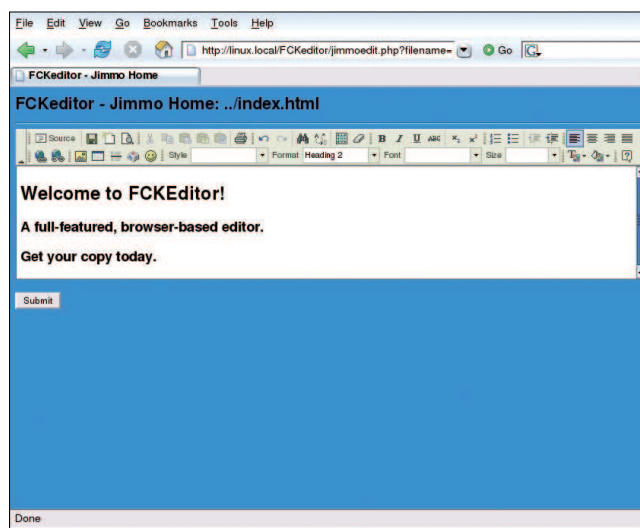 File Edit View Go Bookmarks Tools Help
http://linux.local/FCKeditor/jimmoedit.php?filename= Go
FCKeditor - Jimmo Home
FCKeditor - Jimmo Home: ../index.html
Source B I U ABC
Style Format Heading 2 Font Size
Welcome to FCKEditor!
A full-featured, browser-based editor.
Get your copy today.
Submit
Done